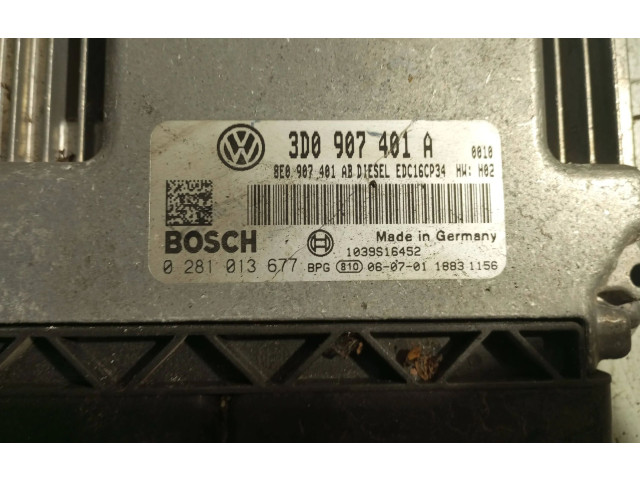 3D0 907 401 A 0010
8E0 907 401 AB DIESEL EDC16CP34 HW: H02
BOSCH Made in Germany
1039S16452
0 281 013 677 BPG 810 06-07-01 1883 1156